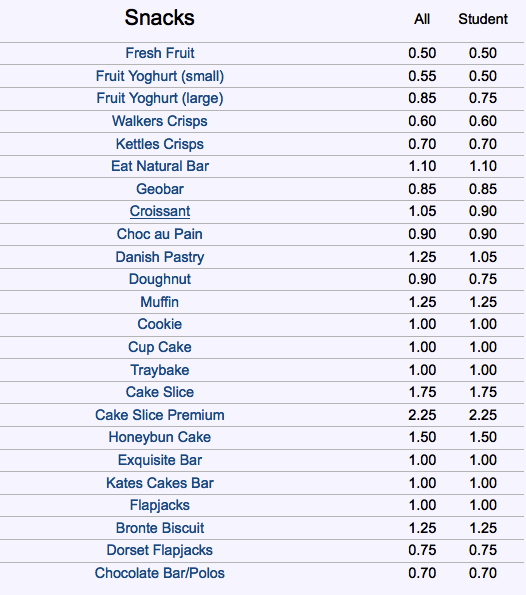 Snacks All Student
Fresh Fruit 0.50 0.50
Fruit Yoghurt (small) 0.55 0.50
Fruit Yoghurt (large) 0.85 0.75
Walkers Crisps 0.60 0.60
Kettles Crisps 0.70 0.70
Eat Natural Bar 1.10 1.10
Geobar 0.85 0.85
Croissant 1.05 0.90
Choc au Pain 0.90 0.90
Danish Pastry 1.25 1.05
Doughnut 0.90 0.75
Muffin 1.25 1.25
Cookie 1.00 1.00
Cup Cake 1.00 1.00
Traybake 1.00 1.00
Cake Slice 1.75 1.75
Cake Slice Premium 2.25 2.25
Honeybun Cake 1.50 1.50
Exquisite Bar 1.00 1.00
Kates Cakes Bar 1.00 1.00
Flapjacks 1.00 1.00
Bronte Biscuit 1.25 1.25
Dorset Flapjacks 0.75 0.75
Chocolate Bar/Polos 0.70 0.70